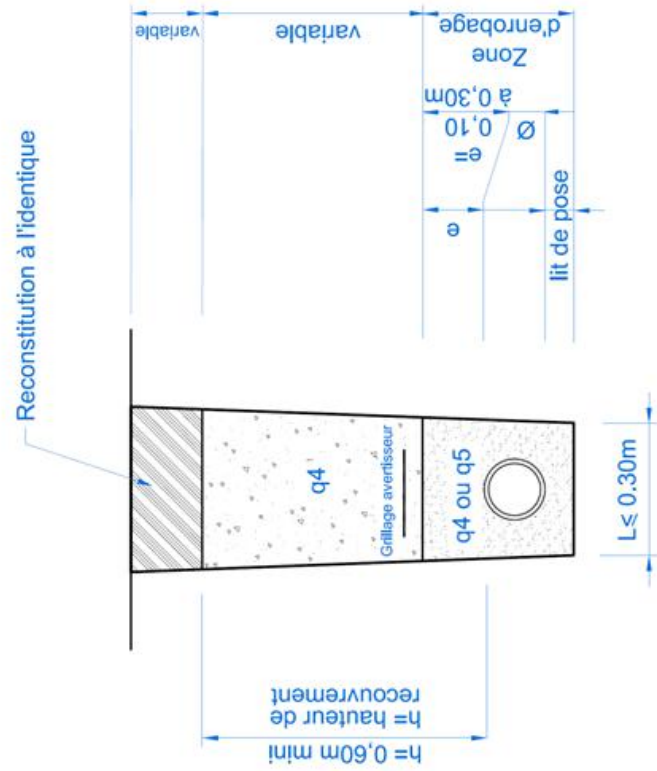 Reconstitution à l'identique
variable
variable
Zone
d'enrobage
e=
0,10
à 0,30m
Ø
e
lit de pose
q4
Grillage avertisseur
q4 ou q5
L≤ 0.30m
h= 0,60m mini
h= hauteur de
recouvrement